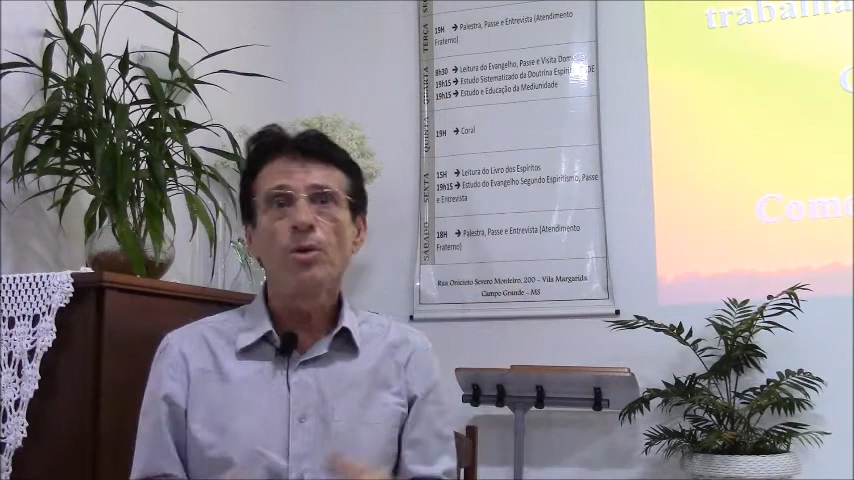 TERÇA
19H → Palestra, Passe e Entrevista (Atendimento
Fraterno)
QUARTA
8h30 → Leitura do Evangelho, Passe e Visita
19h15 → Estudo Sistematizado da Doutrina
19h15 → Estudo e Educação da Mediunidade
QUINTA
19H → Coral
SEXTA
15H → Leitura do Livro dos Espíritos
19h15 → Estudo do Evangelho Segundo Espiritismo, Passe
e Entrevista
SÁBADO
18H → Palestra, Passe e Entrevista (Atendimento
Fraterno)
Rua Onicieto Severo Monteiro, 200 – Vila Margarida
Campo Grande – MS
trabalha
Come